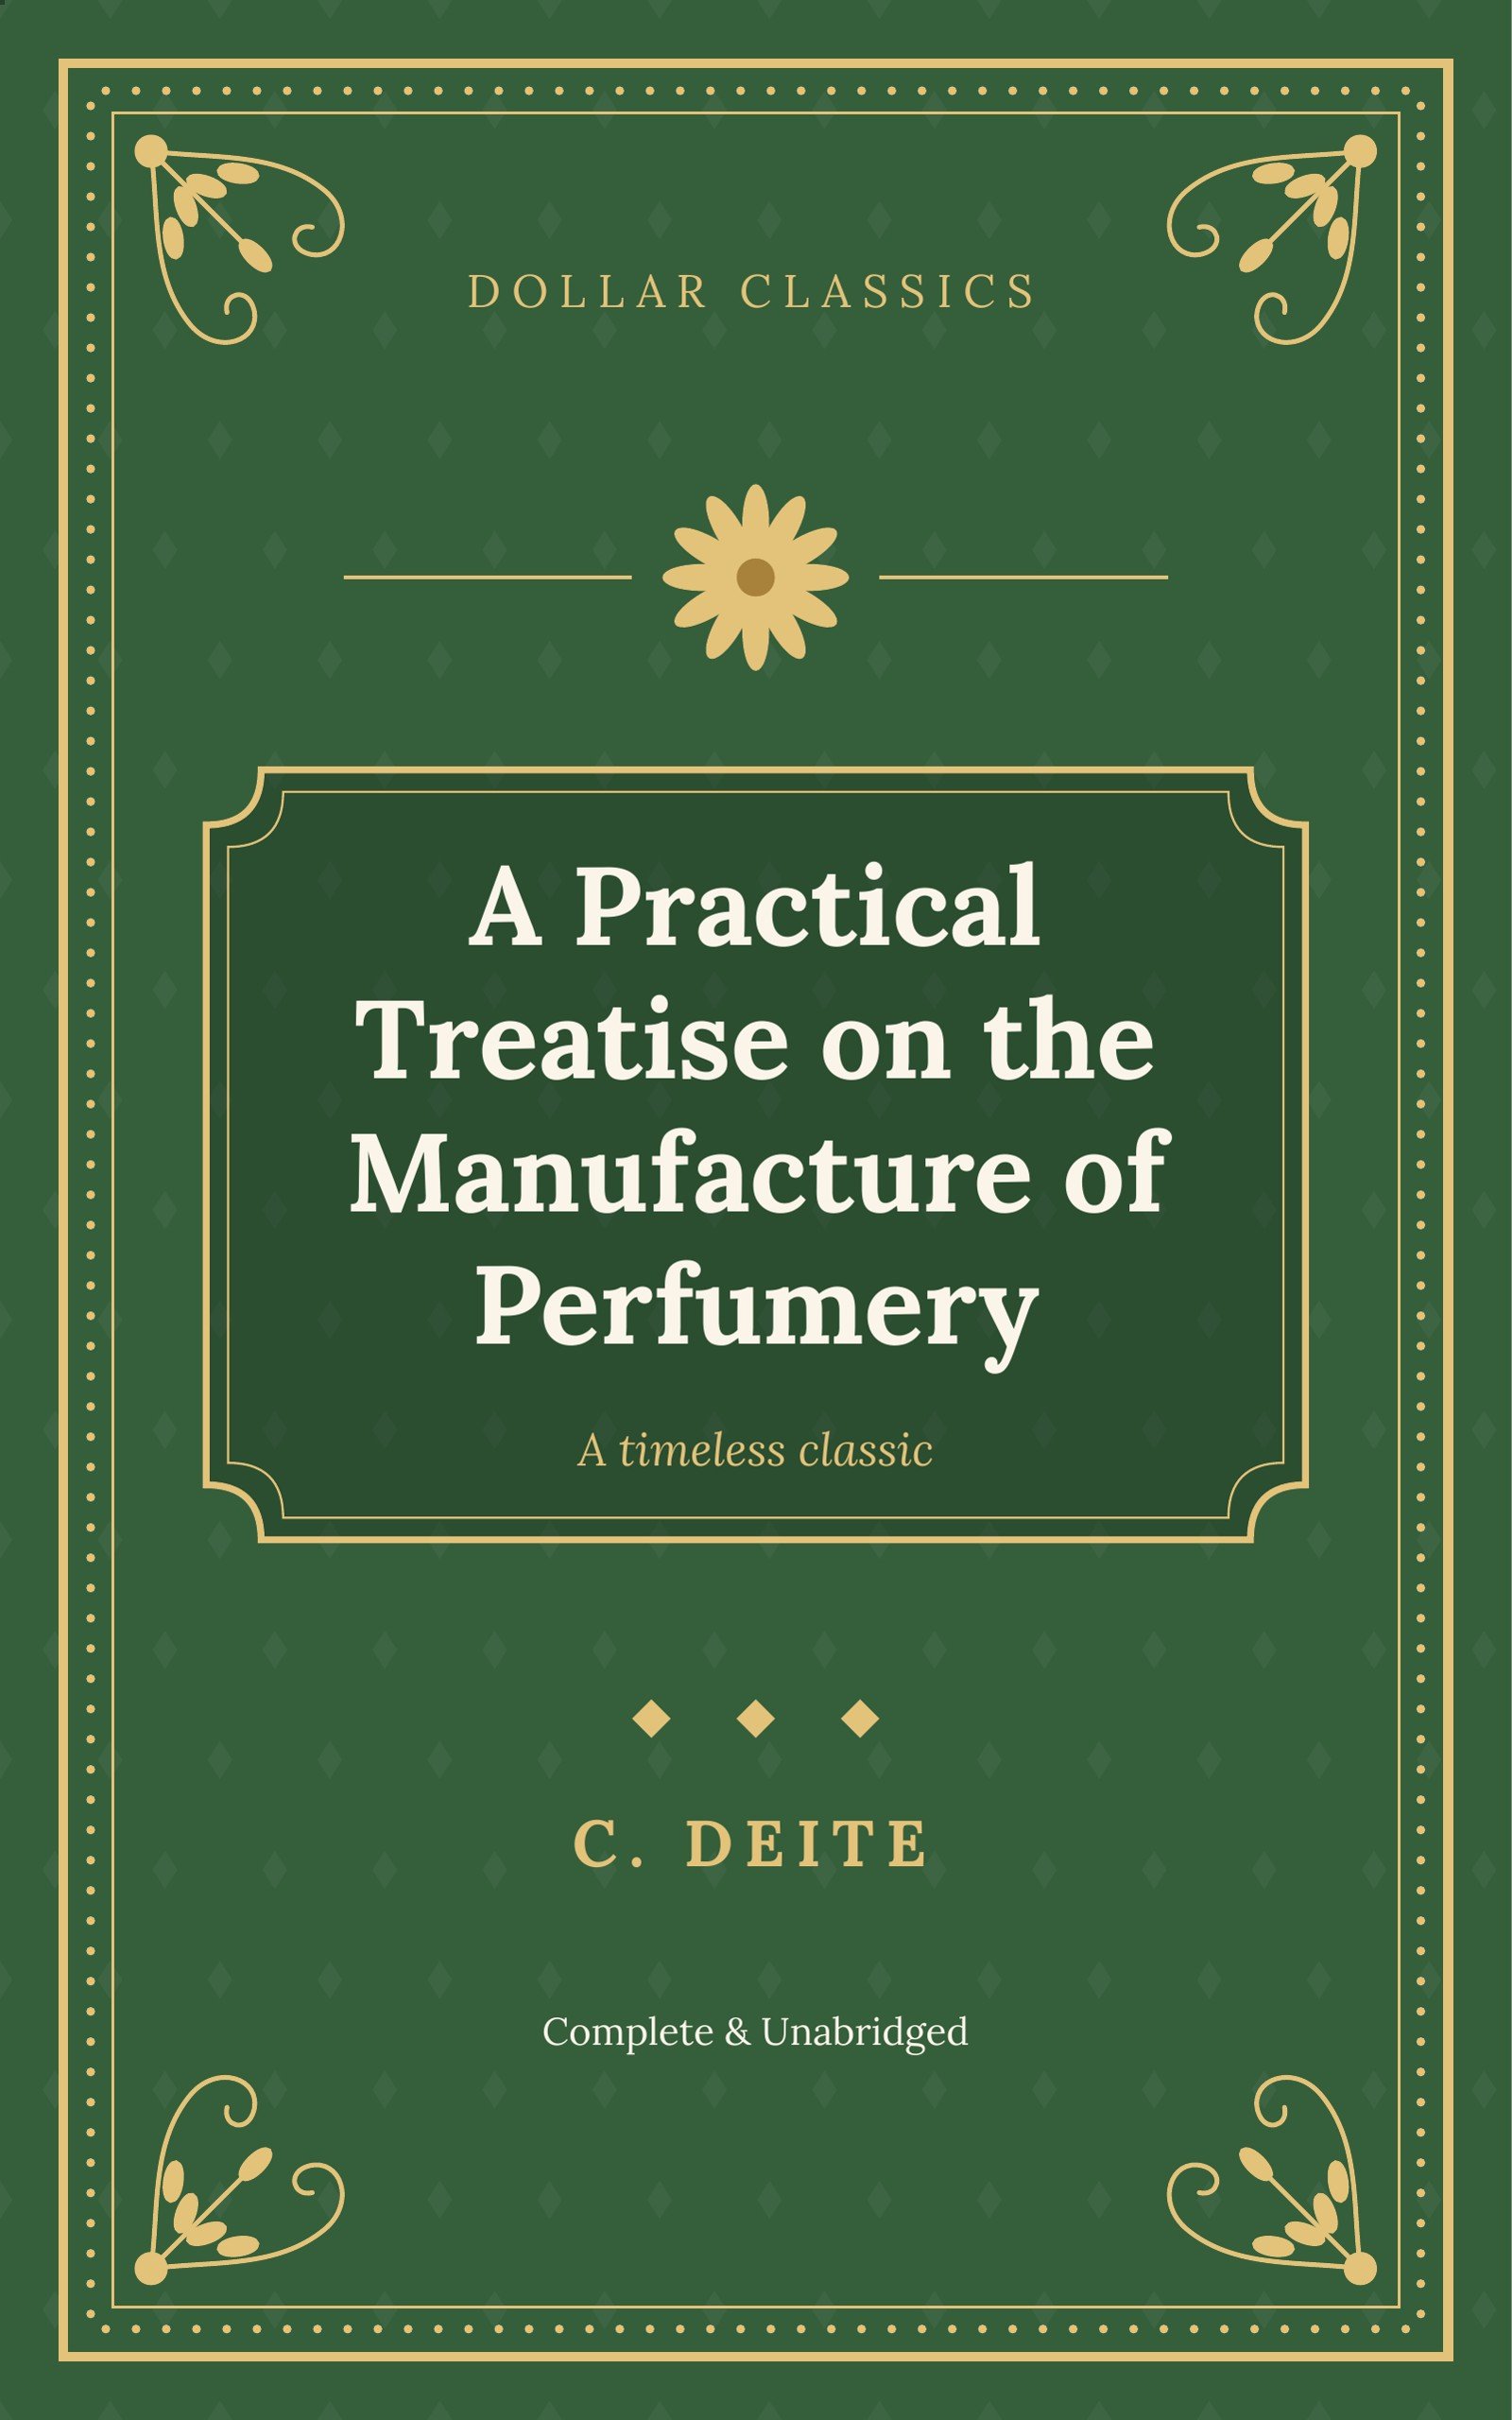 DOLLAR CLASSICS
A Practical
Treatise on the
Manufacture of
Perfumery
A timeless classic
C. DEITE
Complete & Unabridged